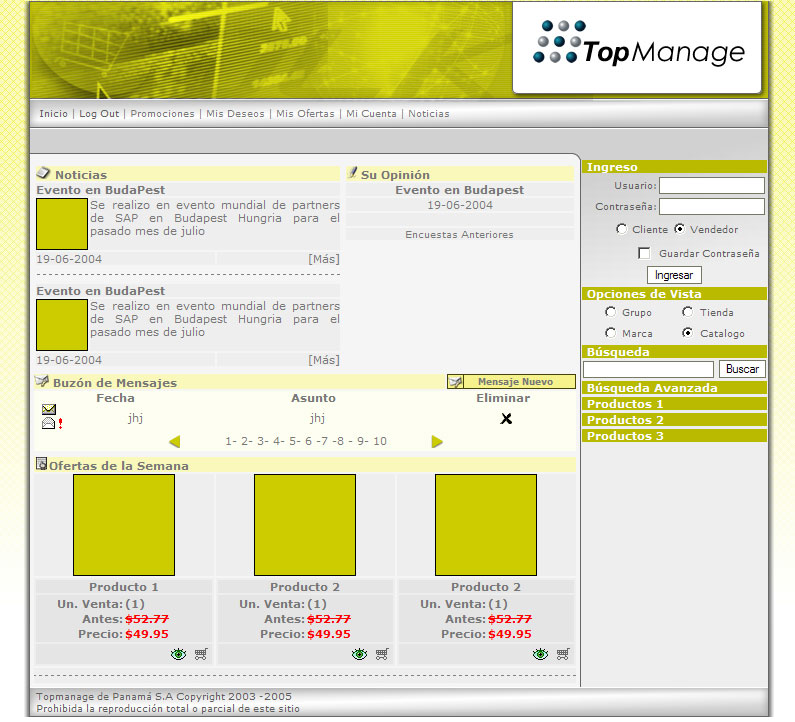 TopManage
Inicio | Log Out | Promociones | Mis Deseos | Mis Ofertas | Mi Cuenta | Noticias
Noticias
Evento en BudaPest
Se realizo en evento mundial de partners
de SAP en Budapest Hungria para el
pasado mes de julio
19-06-2004 [Más]
Evento en BudaPest
Se realizo en evento mundial de partners
de SAP en Budapest Hungria para el
pasado mes de julio
19-06-2004 [Más]
Su Opinión
Evento en Budapest
19-06-2004
Encuestas Anteriores
Buzón de Mensajes Mensaje Nuevo
Fecha Asunto Eliminar
jhj jhj
1- 2- 3- 4- 5- 6 -7 -8 - 9- 10
Ofertas de la Semana
Producto 1 Producto 2 Producto 2
Un. Venta: (1) Un. Venta: (1) Un. Venta: (1)
Antes: $52.77 Antes: $52.77 Antes: $52.77
Precio: $49.95 Precio: $49.95 Precio: $49.95
Ingreso
Usuario:
Contraseña:
Cliente Vendedor
Guardar Contraseña
Ingresar
Opciones de Vista
Grupo Tienda
Marca Catalogo
Búsqueda
Buscar
Búsqueda Avanzada
Productos 1
Productos 2
Productos 3
Topmanage de Panamá S.A Copyright 2003 -2005
Prohibida la reproducción total o parcial de este sitio